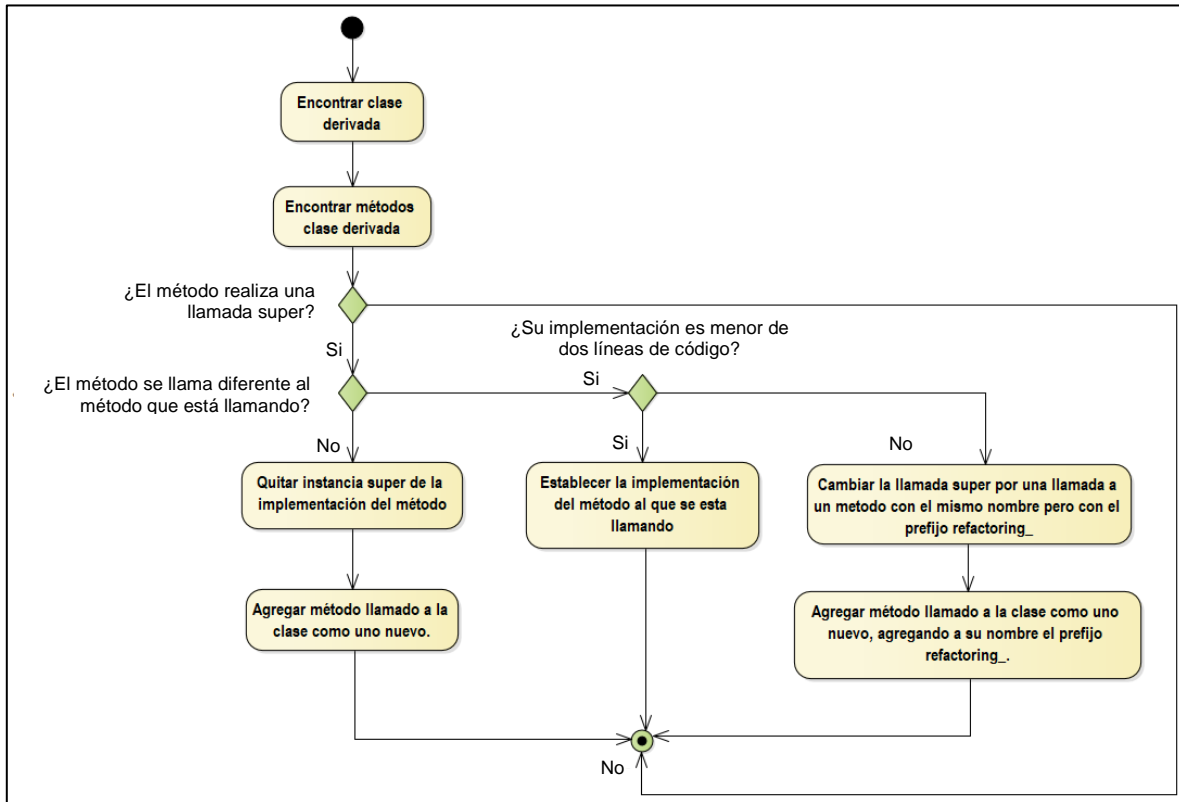 Encontrar clase
derivada
Encontrar métodos
clase derivada
¿El método realiza una
llamada super?
¿Su implementación es menor de
dos líneas de código?
Si
¿El método se llama diferente al
método que está llamando?
Si
No
Si
No
Quitar instancia super de la
implementación del método
Establecer la implementación
del método al que se esta
llamando
Cambiar la llamada super por una llamada a
un metodo con el mismo nombre pero con el
prefijo refactoring_
Agregar método llamado a la
clase como uno nuevo.
Agregar método llamado a la clase como uno
nuevo, agregando a su nombre el prefijo
refactoring_.
No